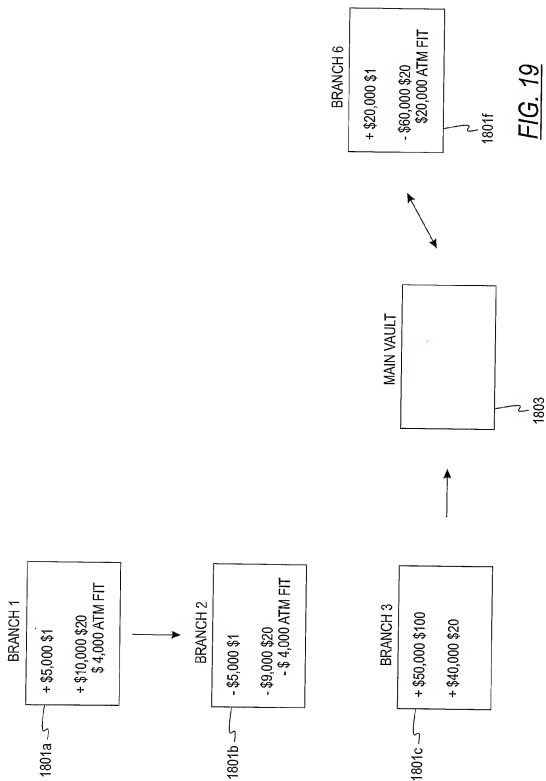 BRANCH 1
+ $5,000 $1
+ $10,000 $20
$ 4,000 ATM FIT
1801a
BRANCH 2
- $5,000 $1
- $9,000 $20
- $ 4,000 ATM FIT
1801b
BRANCH 3
+ $50,000 $100
+ $40,000 $20
1801c
MAIN VAULT
1803
BRANCH 6
+ $20,000 $1
- $60,000 $20
$20,000 ATM FIT
1801f
FIG. 19